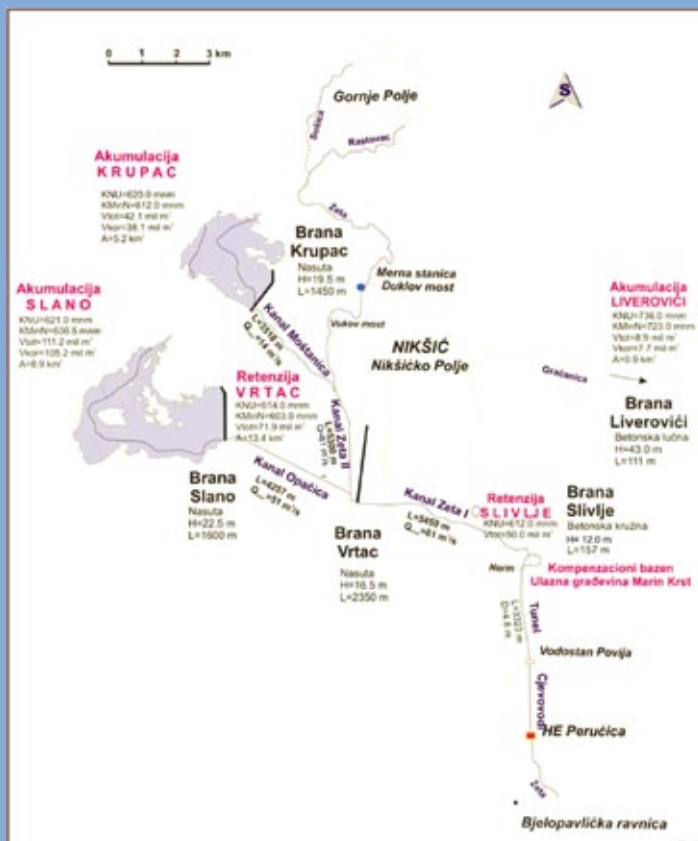 0 1 2 3 km
Gornje Polje
S
Sušica
Rastovac
Akumulacija
KRUPAC
KNU=620.0 mnm
KMinN=612.0 mnm
Vtot=42.1 mil m³
Vkor=38.1 mil m³
A=5.2 km²
Zeta
Brana
Krupac
Nasuta
H=19.5 m
L=1450 m
Merna stanica
Duklov most
Akumulacija
SLANO
KNU=621.0 mnm
KMinN=606.5 mnm
Vtot=111.2 mil m³
Vkor=105.2 mil m³
A=8.9 km²
Akumulacija
LIVEROVIĆI
KNU=736.0 mnm
KMinN=723.0 mnm
Vtot=8.9 mil m³
Vkor=7.7 mil m³
A=0.9 km²
Kanal Moštanica
Vukov most
NIKŠIĆ
Nikšićko Polje
Gračanica
Retenzija
VRTAC
KNU=614.0 mnm
KMinN=603.0 mnm
Vtot=71.9 mil m³
A=13.4 km²
Kanal Zeta II
Brana
Liverovići
Betonska lučna
H=43.0 m
L=111 m
Brana
Slano
Nasuta
H=22.5 m
L=1600 m
Kanal Opačica
L=4257 m
Brana
Vrtac
Nasuta
H=16.5 m
L=2350 m
Kanal Zeta I
Retenzija
SLIVLJE
KNU=612.0 mnm
Brana
Slivlje
Betonska kružna
H= 12.0 m
L=157 m
Kompenzacioni bazen
Ulazna građevina Marin Krst
Tunel
D=4.8 m
Vodostan Povija
Cjevovod
HE Perućica
Zeta
Bjelopavlička ravnica